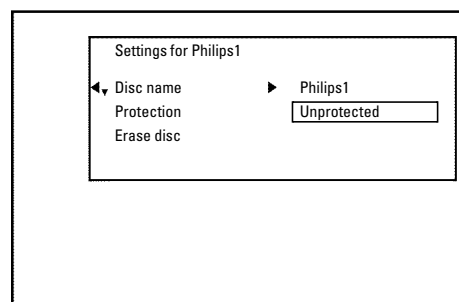 Settings for Philips1
Disc name Philips1
Protection Unprotected
Erase disc